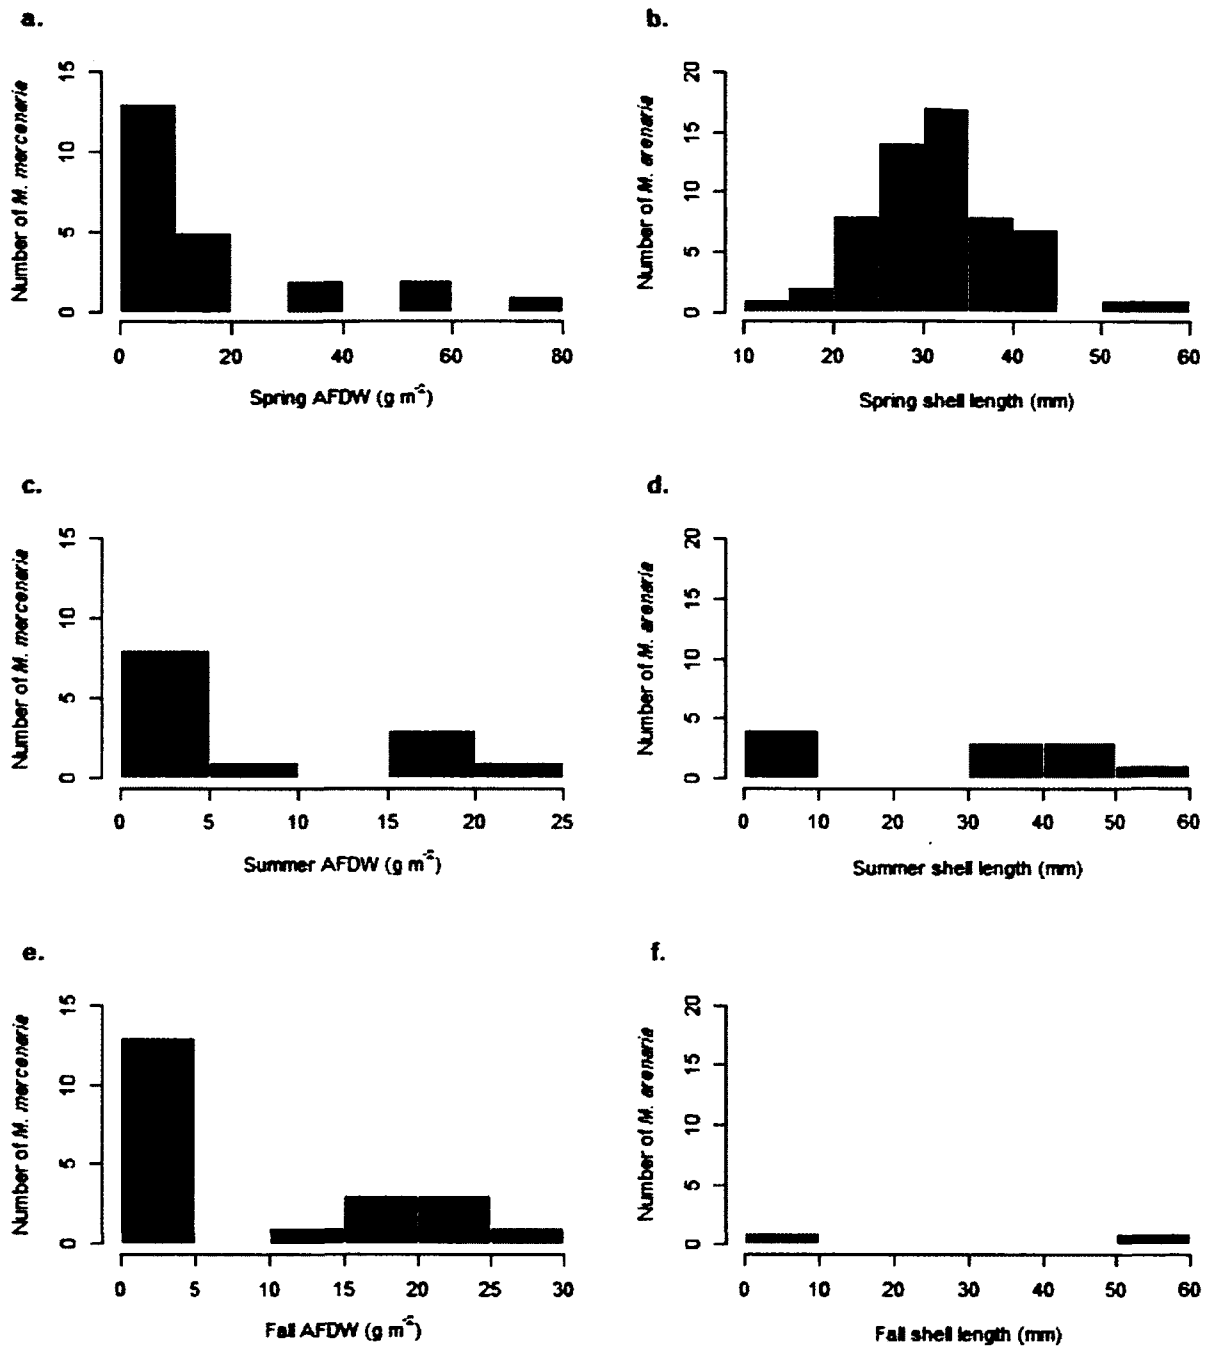 a.
Number of M. mercenaria
0 5 10 15
0 20 40 60 80
Spring AFDW (g m⁻²)
b.
Number of M. arenaria
0 5 10 15 20
10 20 30 40 50 60
Spring shell length (mm)
c.
Number of M. mercenaria
0 5 10 15
0 5 10 15 20 25
Summer AFDW (g m⁻²)
d.
Number of M. arenaria
0 5 10 15 20
0 10 20 30 40 50 60
Summer shell length (mm)
e.
Number of M. mercenaria
0 5 10 15
0 5 10 15 20 25 30
Fall AFDW (g m⁻²)
f.
Number of M. arenaria
0 5 10 15 20
0 10 20 30 40 50 60
Fall shell length (mm)